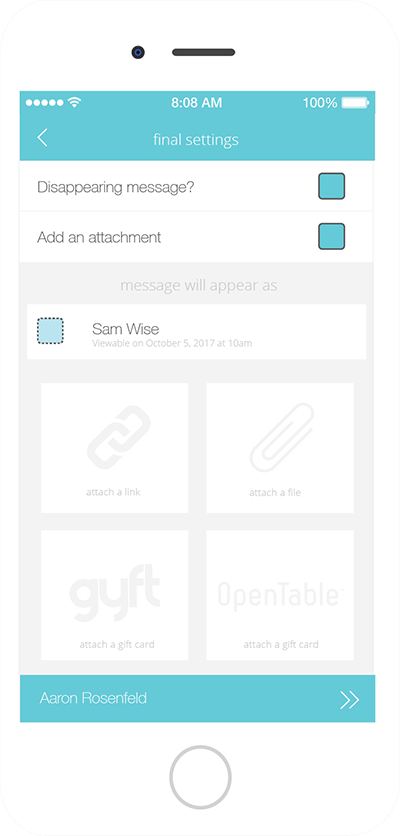 8:08 AM
100%
final settings
Disappearing message?
Add an attachment
message will appear as
Sam Wise
Viewable on October 5, 2017 at 10am
attach a link
attach a file
gyft
attach a gift card
OpenTable
attach a gift card
Aaron Rosenfeld